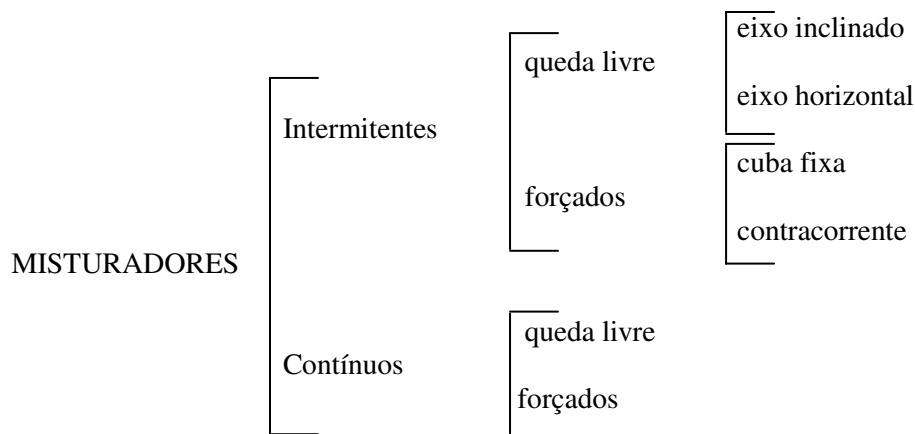 MISTURADORES
Intermitentes
queda livre
eixo inclinado
eixo horizontal
forçados
cuba fixa
contracorrente
Contínuos
queda livre
forçados